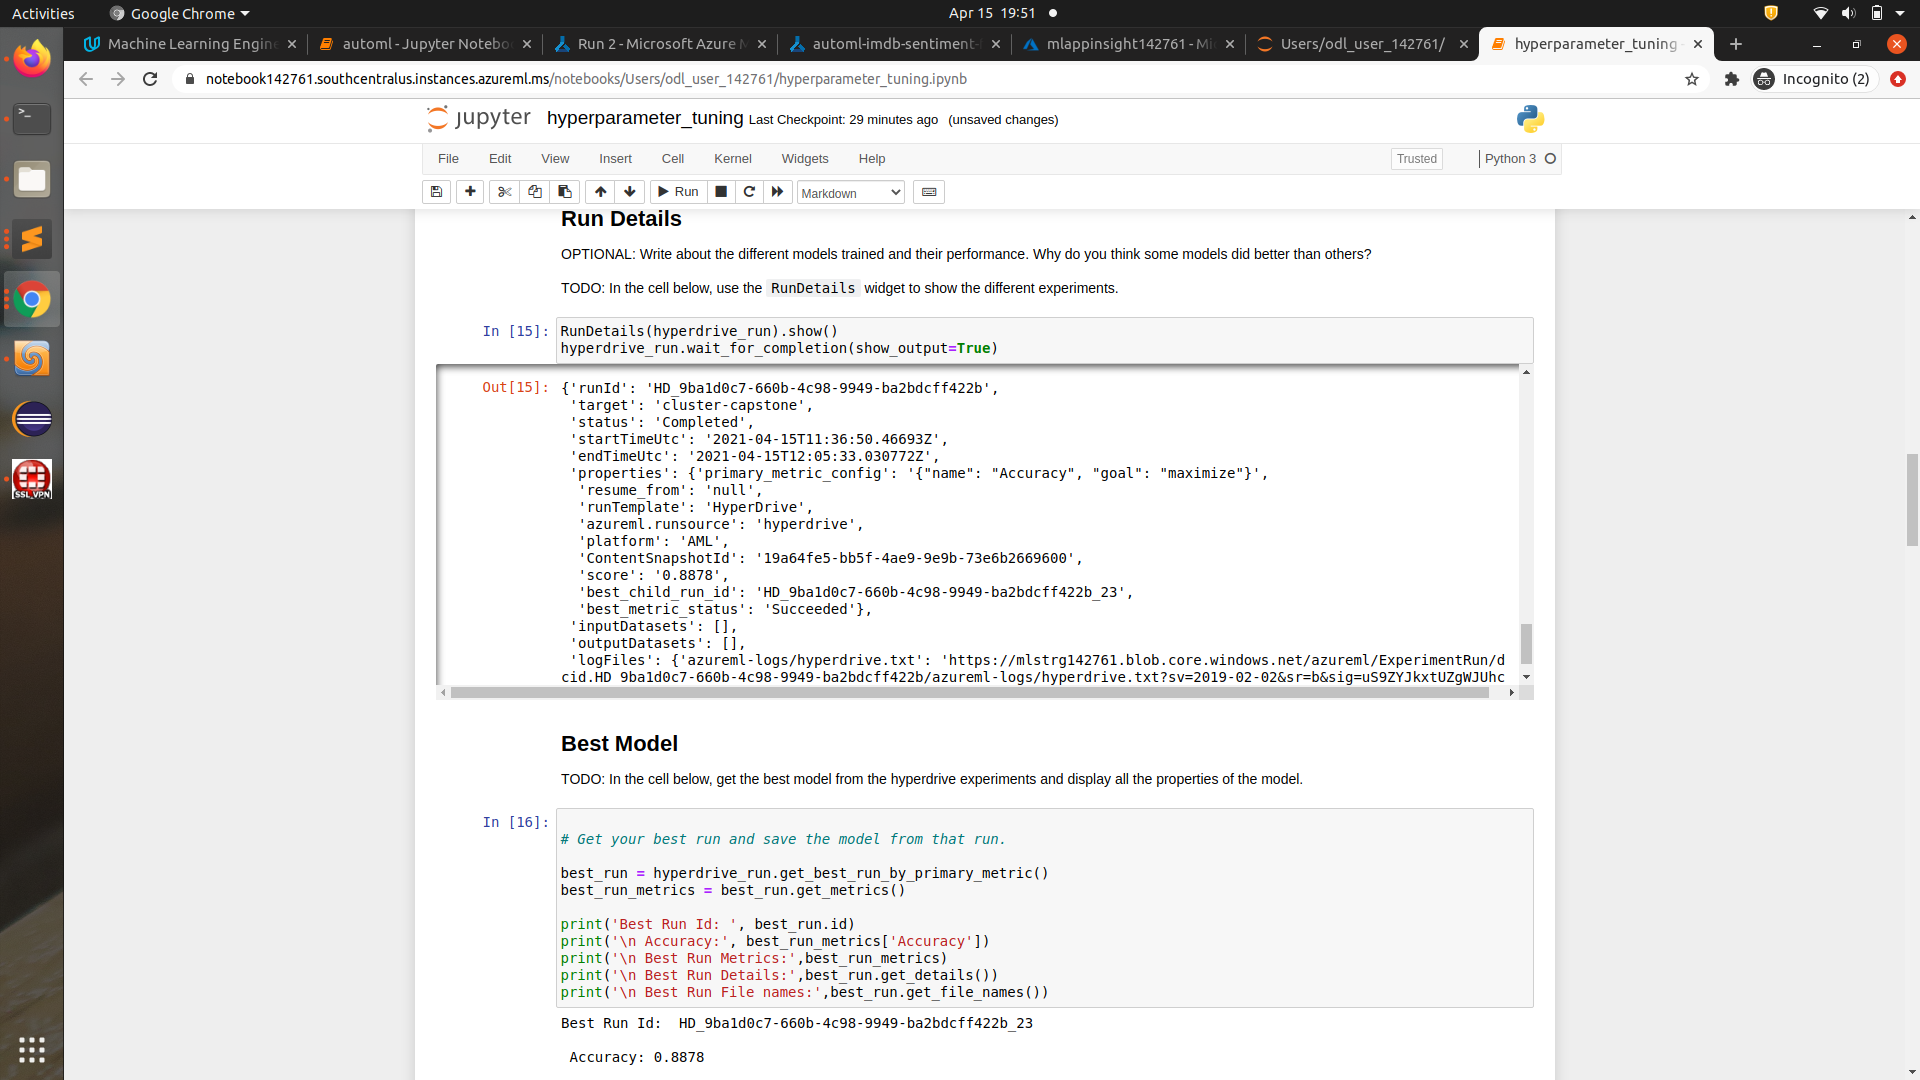 Activities
Google Chrome
Apr 15 19:51
Machine Learning Engine
automl - Jupyter Notebo
Run 2 - Microsoft Azure M
automl-imdb-sentiment-
mlappinsight142761 - Mi
Users/odl_user_142761/
hyperparameter_tuning
notebook142761.southcentralus.instances.azureml.ms/notebooks/Users/odl_user_142761/hyperparameter_tuning.ipynb
Incognito (2)
jupyter hyperparameter_tuning Last Checkpoint: 29 minutes ago (unsaved changes)
File Edit View Insert Cell Kernel Widgets Help
Trusted
Python 3
Run
Markdown
Run Details
OPTIONAL: Write about the different models trained and their performance. Why do you think some models did better than others?
TODO: In the cell below, use the RunDetails widget to show the different experiments.
In [15]: RunDetails(hyperdrive_run).show()
hyperdrive_run.wait_for_completion(show_output=True)
Out[15]: {'runId': 'HD_9ba1d0c7-660b-4c98-9949-ba2bdcff422b',
'target': 'cluster-capstone',
'status': 'Completed',
'startTimeUtc': '2021-04-15T11:36:50.46693Z',
'endTimeUtc': '2021-04-15T12:05:33.030772Z',
'properties': {'primary_metric_config': '{"name": "Accuracy", "goal": "maximize"}',
'resume_from': 'null',
'runTemplate': 'HyperDrive',
'azureml.runsource': 'hyperdrive',
'platform': 'AML',
'ContentSnapshotId': '19a64fe5-bb5f-4ae9-9e9b-73e6b2669600',
'score': '0.8878',
'best_child_run_id': 'HD_9ba1d0c7-660b-4c98-9949-ba2bdcff422b_23',
'best_metric_status': 'Succeeded'},
'inputDatasets': [],
'outputDatasets': [],
'logFiles': {'azureml-logs/hyperdrive.txt': 'https://mlstrg142761.blob.core.windows.net/azureml/ExperimentRun/d
cid.HD_9ba1d0c7-660b-4c98-9949-ba2bdcff422b/azureml-logs/hyperdrive.txt?sv=2019-02-02&sr=b&sig=uS9ZYJkxtUZgWJUhc
Best Model
TODO: In the cell below, get the best model from the hyperdrive experiments and display all the properties of the model.
In [16]:
# Get your best run and save the model from that run.
best_run = hyperdrive_run.get_best_run_by_primary_metric()
best_run_metrics = best_run.get_metrics()
print('Best Run Id: ', best_run.id)
print('\n Accuracy:', best_run_metrics['Accuracy'])
print('\n Best Run Metrics:',best_run_metrics)
print('\n Best Run Details:',best_run.get_details())
print('\n Best Run File names:',best_run.get_file_names())
Best Run Id:  HD_9ba1d0c7-660b-4c98-9949-ba2bdcff422b_23
Accuracy: 0.8878
SSL VPN